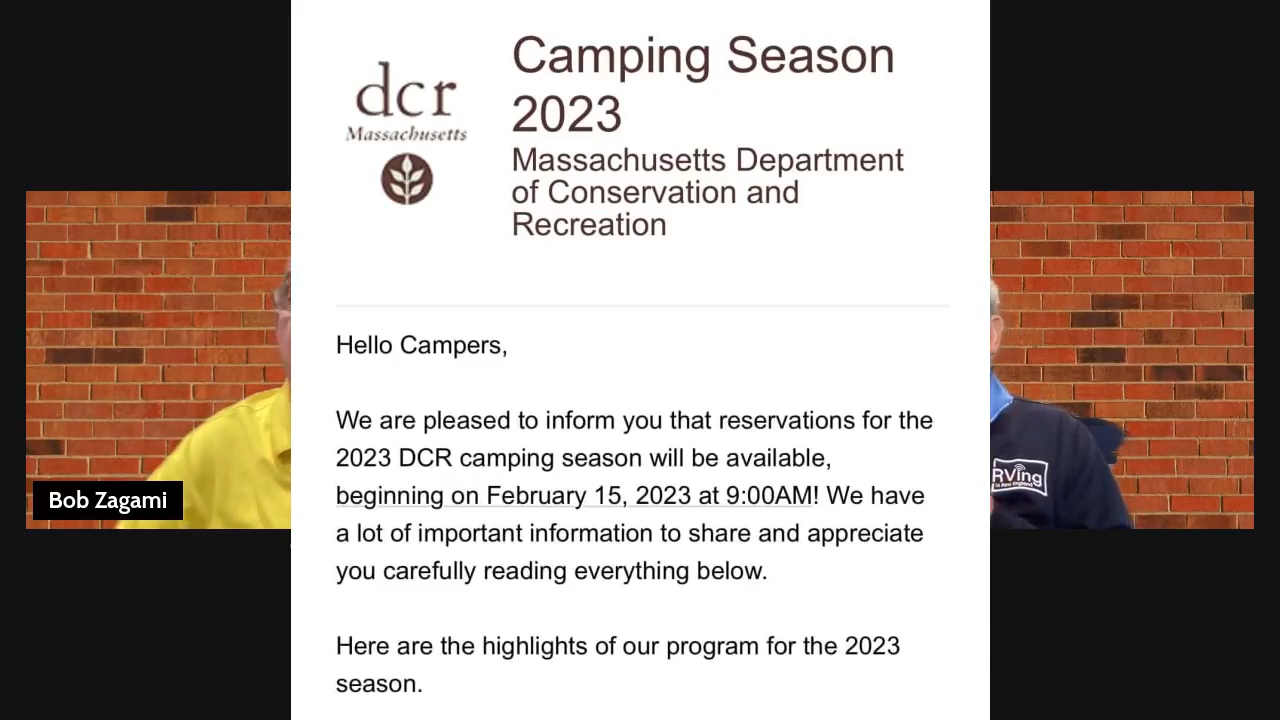 dcr
Massachusetts
Camping Season
2023
Massachusetts Department
of Conservation and
Recreation
Hello Campers,
We are pleased to inform you that reservations for the
2023 DCR camping season will be available,
beginning on February 15, 2023 at 9:00AM! We have
a lot of important information to share and appreciate
you carefully reading everything below.
Here are the highlights of our program for the 2023
season.
Bob Zagami
RVing
in New England